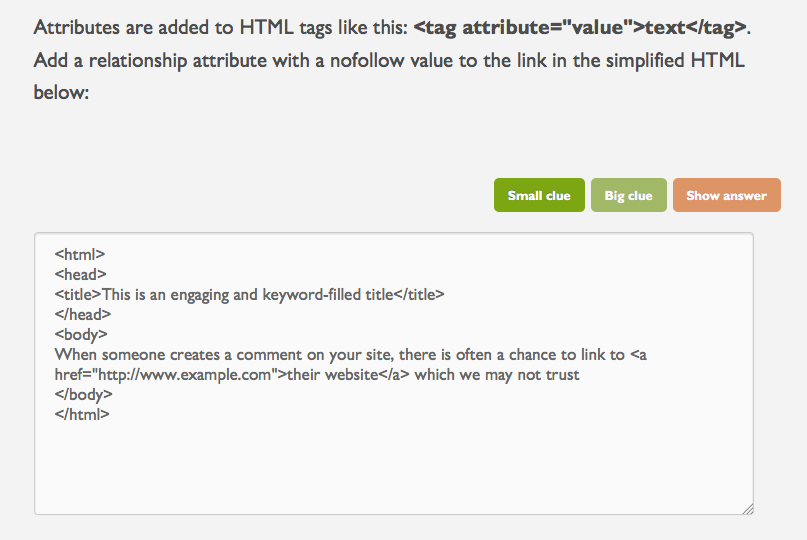 Attributes are added to HTML tags like this: <tag attribute="value">text</tag>.
Add a relationship attribute with a nofollow value to the link in the simplified HTML
below:
Small clue
Big clue
Show answer
<html>
<head>
<title>This is an engaging and keyword-filled title</title>
</head>
<body>
When someone creates a comment on your site, there is often a chance to link to <a
href="http://www.example.com">their website</a> which we may not trust
</body>
</html>